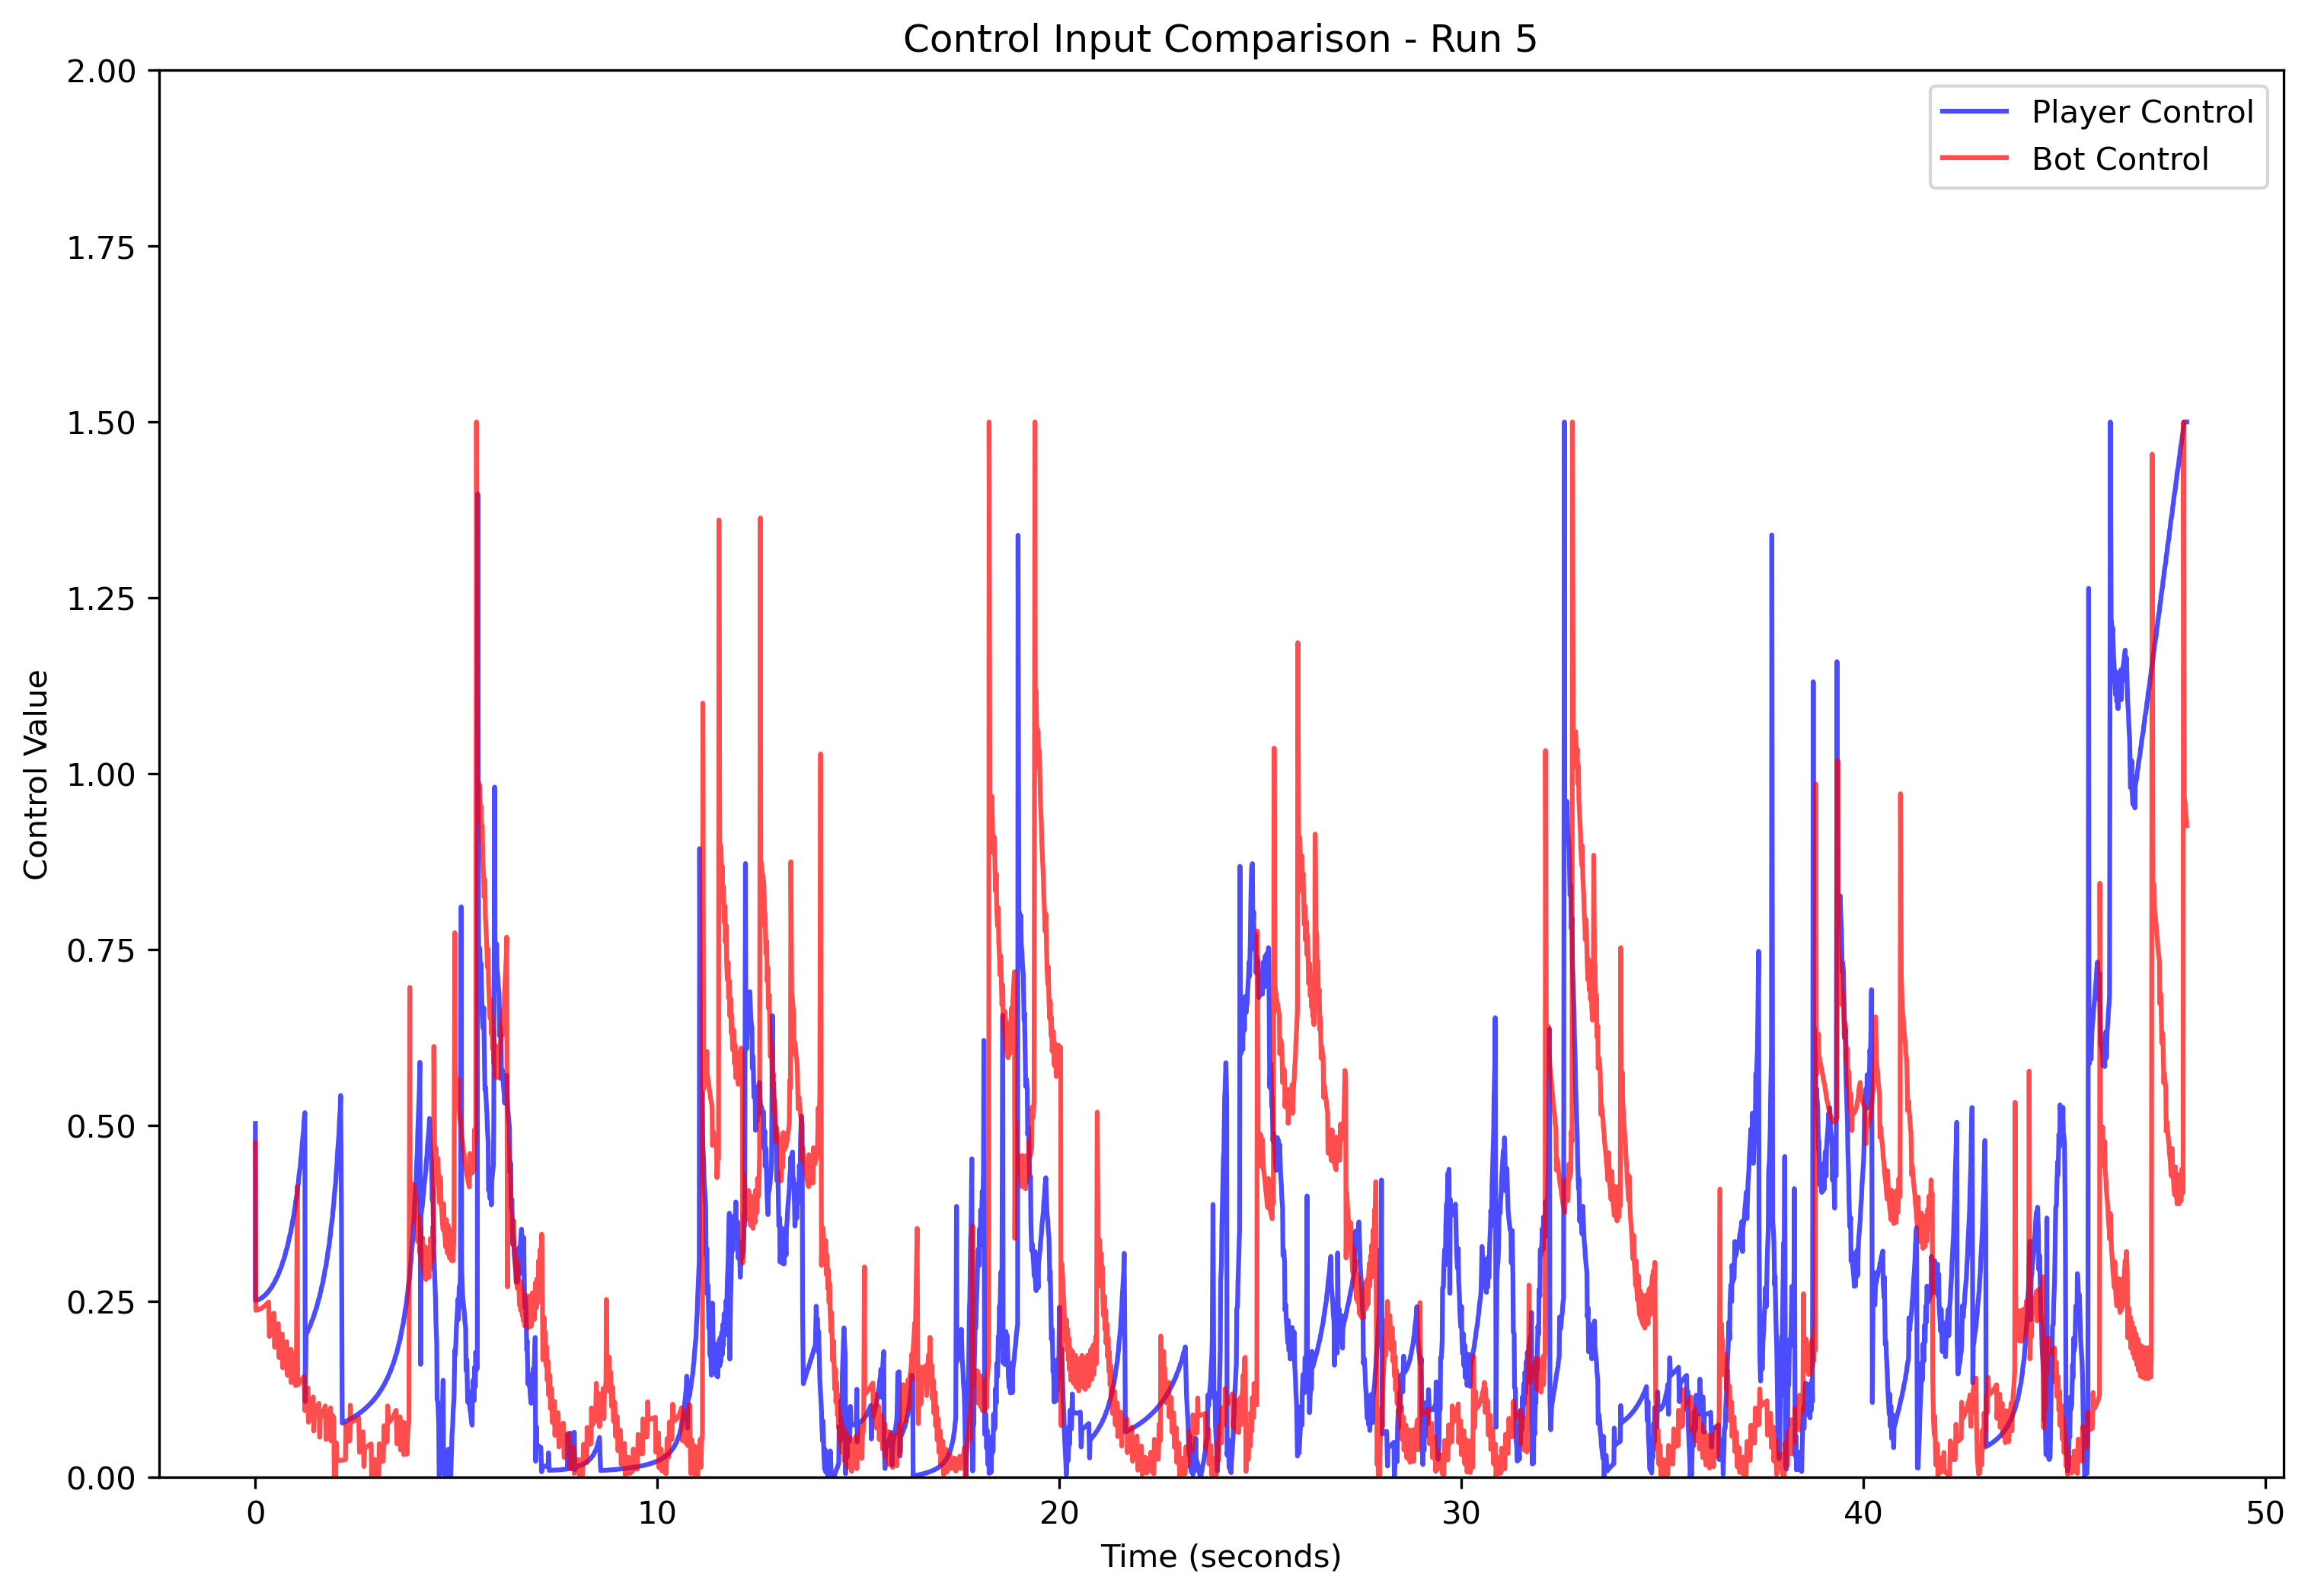 Control Input Comparison - Run 5
2.00
1.75
1.50
1.25
1.00
0.75
0.50
0.25
0.00
Control Value
Player Control
Bot Control
0 10 20 30 40 50
Time (seconds)